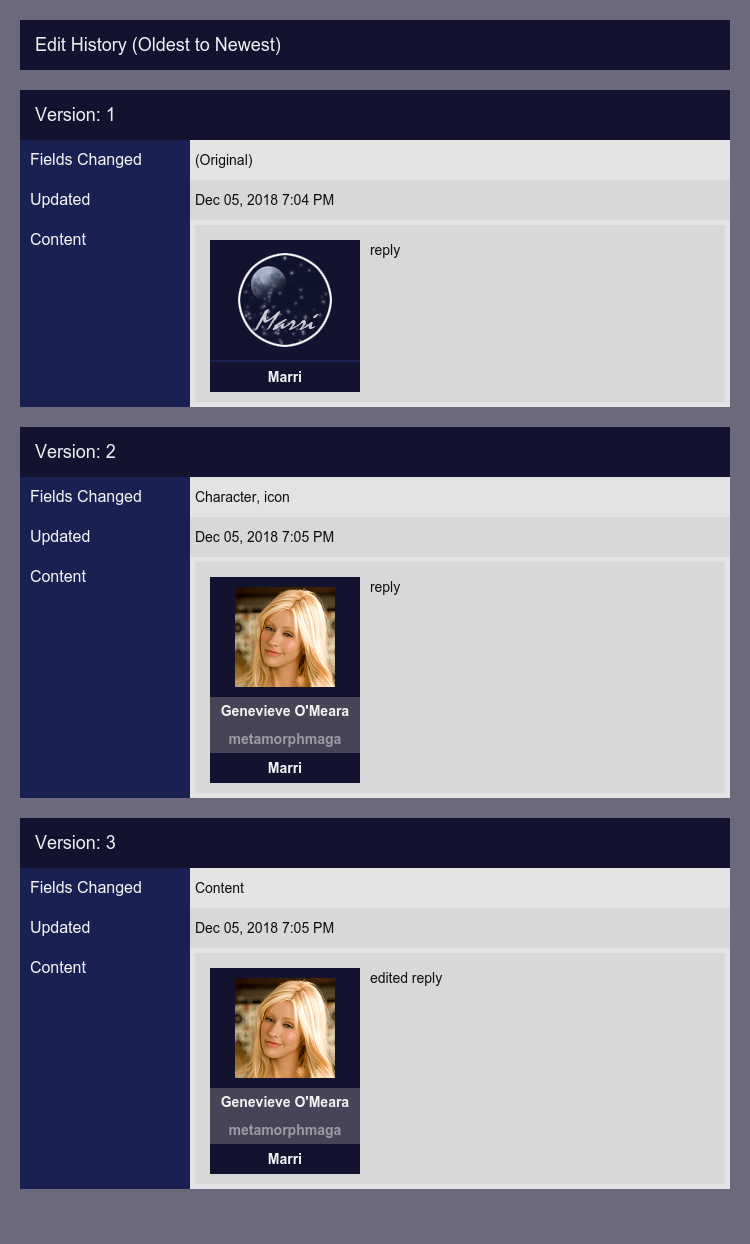 Edit History (Oldest to Newest)
Version: 1
Fields Changed (Original)
Updated Dec 05, 2018 7:04 PM
Content reply
Marri
Marri
Version: 2
Fields Changed Character, icon
Updated Dec 05, 2018 7:05 PM
Content reply
Genevieve O'Meara
metamorphmaga
Marri
Version: 3
Fields Changed Content
Updated Dec 05, 2018 7:05 PM
Content edited reply
Genevieve O'Meara
metamorphmaga
Marri